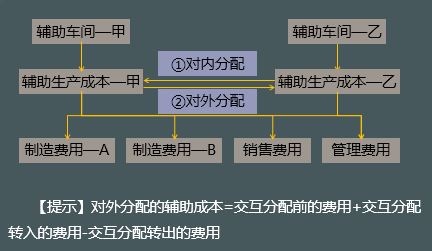 辅助车间—甲
辅助车间—乙
①对内分配
辅助生产成本—甲
辅助生产成本—乙
②对外分配
制造费用—A
制造费用—B
销售费用
管理费用
【提示】对外分配的辅助成本=交互分配前的费用+交互分配
转入的费用-交互分配转出的费用